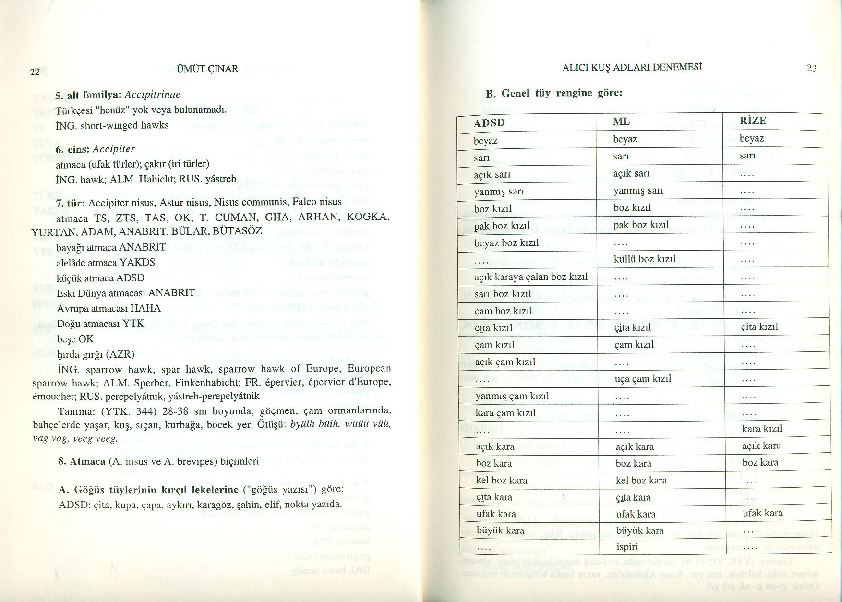 22
ÜMÜT ÇINAR
5. alt familya: Accipitrinae
Türkçesi "henüz" yok veya bulunamadı.
İNG. short-winged hawks
6. cins: Accipiter
atmaca (ufak türler); çakır (iri türler)
İNG. hawk; ALM. Habicht; RUS. yástreb
7. tür: Accipiter nisus, Astur nisus, Nisus communis, Falco nisus
atmaca TS, ZTS, TAS, OK, T. CUMAN, GHA, ARHAN, KOGKA,
YURTAN, ADAM, ANABRIT, BÜLAR, BÜTASÖZ
bayağı atmaca ANABRIT
alelâde atmaca YAKDS
küçük atmaca ADSD
Eski Dünya atmacası ANABRIT
Avrupa atmacası HAHA
Doğu atmacası YTK
beşe OK
hırda gırğı (AZR)
İNG. sparrow hawk, spar hawk, sparrow hawk of Europe, European
sparrow hawk; ALM. Sperber, Finkenhabicht; FR. épervier, épervier d'Europe,
émouchet; RUS. perepelyátnik, yástreb-perepelyátnik
Tanıma: (YTK, 344) 28-38 sm boyunda, göçmen, çam ormanlarında,
bahçelerde yaşar, kuş, sıçan, kurbağa, böcek yer. Ötüşü:
vag vag, veeg veeg.
8. Atmaca (A. nisus ve A. brevipes) biçimleri
A. Göğüs tüylerinin kırçıl lekelerine ("göğüs yazısı") göre:
ADSD: çita, kupa, çapa, aykırı, karagöz, şahin, elif, nokta yazıda.
ALICI KUŞ ADLARI DENEMESİ
23
B. Genel tüy rengine göre:
ADSD ML RİZE
beyaz beyaz beyaz
sarı sarı sarı
açık sarı açık sarı ....
yanmış sarı yanmış sarı ....
boz kızıl boz kızıl ....
pak boz kızıl pak boz kızıl ....
beyaz boz kızıl .... ....
.... küllü boz kızıl ....
açık karaya çalan boz kızıl .... ....
sarı boz kızıl .... ....
çam boz kızıl .... ....
çita kızıl çita kızıl çita kızıl
çam kızıl çam kızıl ....
açık çam kızıl .... ....
.... uça çam kızıl ....
yanmış çam kızıl .... ....
kara çam kızıl .... ....
.... .... kara kızıl
açık kara açık kara açık kara
boz kara boz kara boz kara
kel boz kara kel boz kara ....
çita kara çita kara ....
ufak kara ufak kara ufak kara
büyük kara büyük kara ....
.... ispiri ....